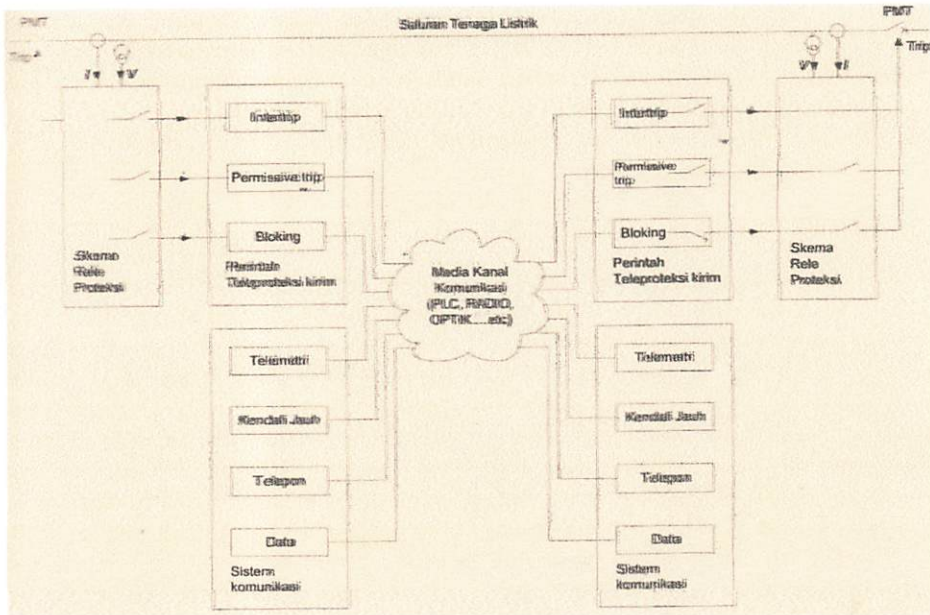 PMT
Saluran Tenaga Listrik
PMT
Trip
Trip
I V
V I
Intertrip
Permissive trip
Bloking
Skema
Rele
Proteksi
Perintah
Teleproteksi kirim
Media Kanal
Komunikasi
(PLC, RADIO,
OPTIK....etc)
Intertrip
Permissive
trip
Bloking
Perintah
Teleproteksi kirim
Skema
Rele
Proteksi
Telemetri
Kendali Jauh
Telepon
Data
Sistem
komunikasi
Telemetri
Kendali Jauh
Telepon
Data
Sistem
komunikasi